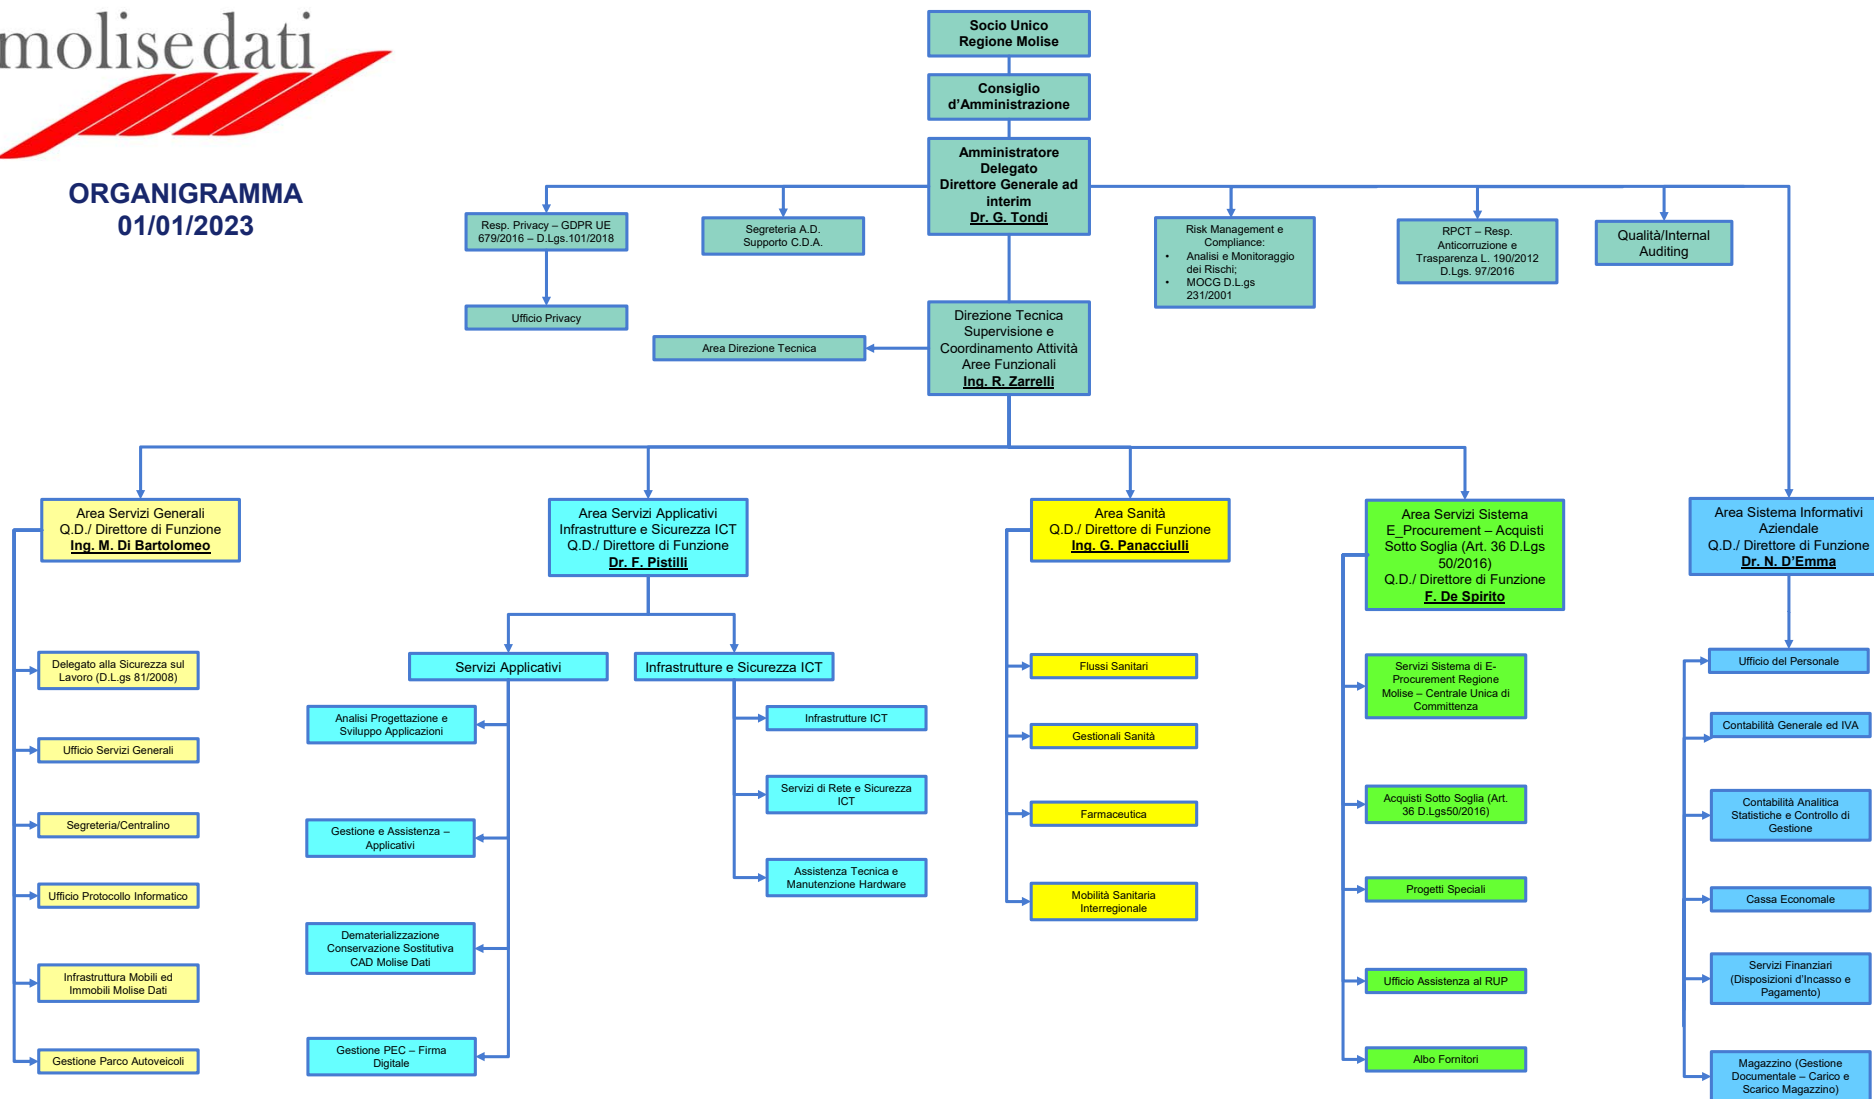 molisedati
ORGANIGRAMMA
01/01/2023
Socio Unico
Regione Molise
Consiglio
d'Amministrazione
Amministratore
Delegato
Direttore Generale ad
interim
Dr. G. Tondi
Resp. Privacy – GDPR UE
679/2016 – D.Lgs.101/2018
Segreteria A.D.
Supporto C.D.A.
Risk Management e
Compliance:
• Analisi e Monitoraggio
dei Rischi;
• MOCG D.L.gs
231/2001
RPCT – Resp.
Anticorruzione e
Trasparenza L. 190/2012
D.Lgs. 97/2016
Qualità/Internal
Auditing
Ufficio Privacy
Direzione Tecnica
Supervisione e
Coordinamento Attività
Aree Funzionali
Ing. R. Zarrelli
Area Direzione Tecnica
Area Servizi Generali
Q.D./ Direttore di Funzione
Ing. M. Di Bartolomeo
Delegato alla Sicurezza sul
Lavoro (D.L.gs 81/2008)
Ufficio Servizi Generali
Segreteria/Centralino
Ufficio Protocollo Informatico
Infrastruttura Mobili ed
Immobili Molise Dati
Gestione Parco Autoveicoli
Area Servizi Applicativi
Infrastrutture e Sicurezza ICT
Q.D./ Direttore di Funzione
Dr. F. Pistilli
Servizi Applicativi
Analisi Progettazione e
Sviluppo Applicazioni
Gestione e Assistenza –
Applicativi
Dematerializzazione
Conservazione Sostitutiva
CAD Molise Dati
Gestione PEC – Firma
Digitale
Infrastrutture e Sicurezza ICT
Infrastrutture ICT
Servizi di Rete e Sicurezza
ICT
Assistenza Tecnica e
Manutenzione Hardware
Area Sanità
Q.D./ Direttore di Funzione
Ing. G. Panacciulli
Flussi Sanitari
Gestionali Sanità
Farmaceutica
Mobilità Sanitaria
Interregionale
Area Servizi Sistema
E_Procurement – Acquisti
Sotto Soglia (Art. 36 D.Lgs
50/2016)
Q.D./ Direttore di Funzione
F. De Spirito
Servizi Sistema di E-
Procurement Regione
Molise – Centrale Unica di
Committenza
Acquisti Sotto Soglia (Art.
36 D.Lgs50/2016)
Progetti Speciali
Ufficio Assistenza al RUP
Albo Fornitori
Area Sistema Informativi
Aziendale
Q.D./ Direttore di Funzione
Dr. N. D'Emma
Ufficio del Personale
Contabilità Generale ed IVA
Contabilità Analitica
Statistiche e Controllo di
Gestione
Cassa Economale
Servizi Finanziari
(Disposizioni d'Incasso e
Pagamento)
Magazzino (Gestione
Documentale – Carico e
Scarico Magazzino)